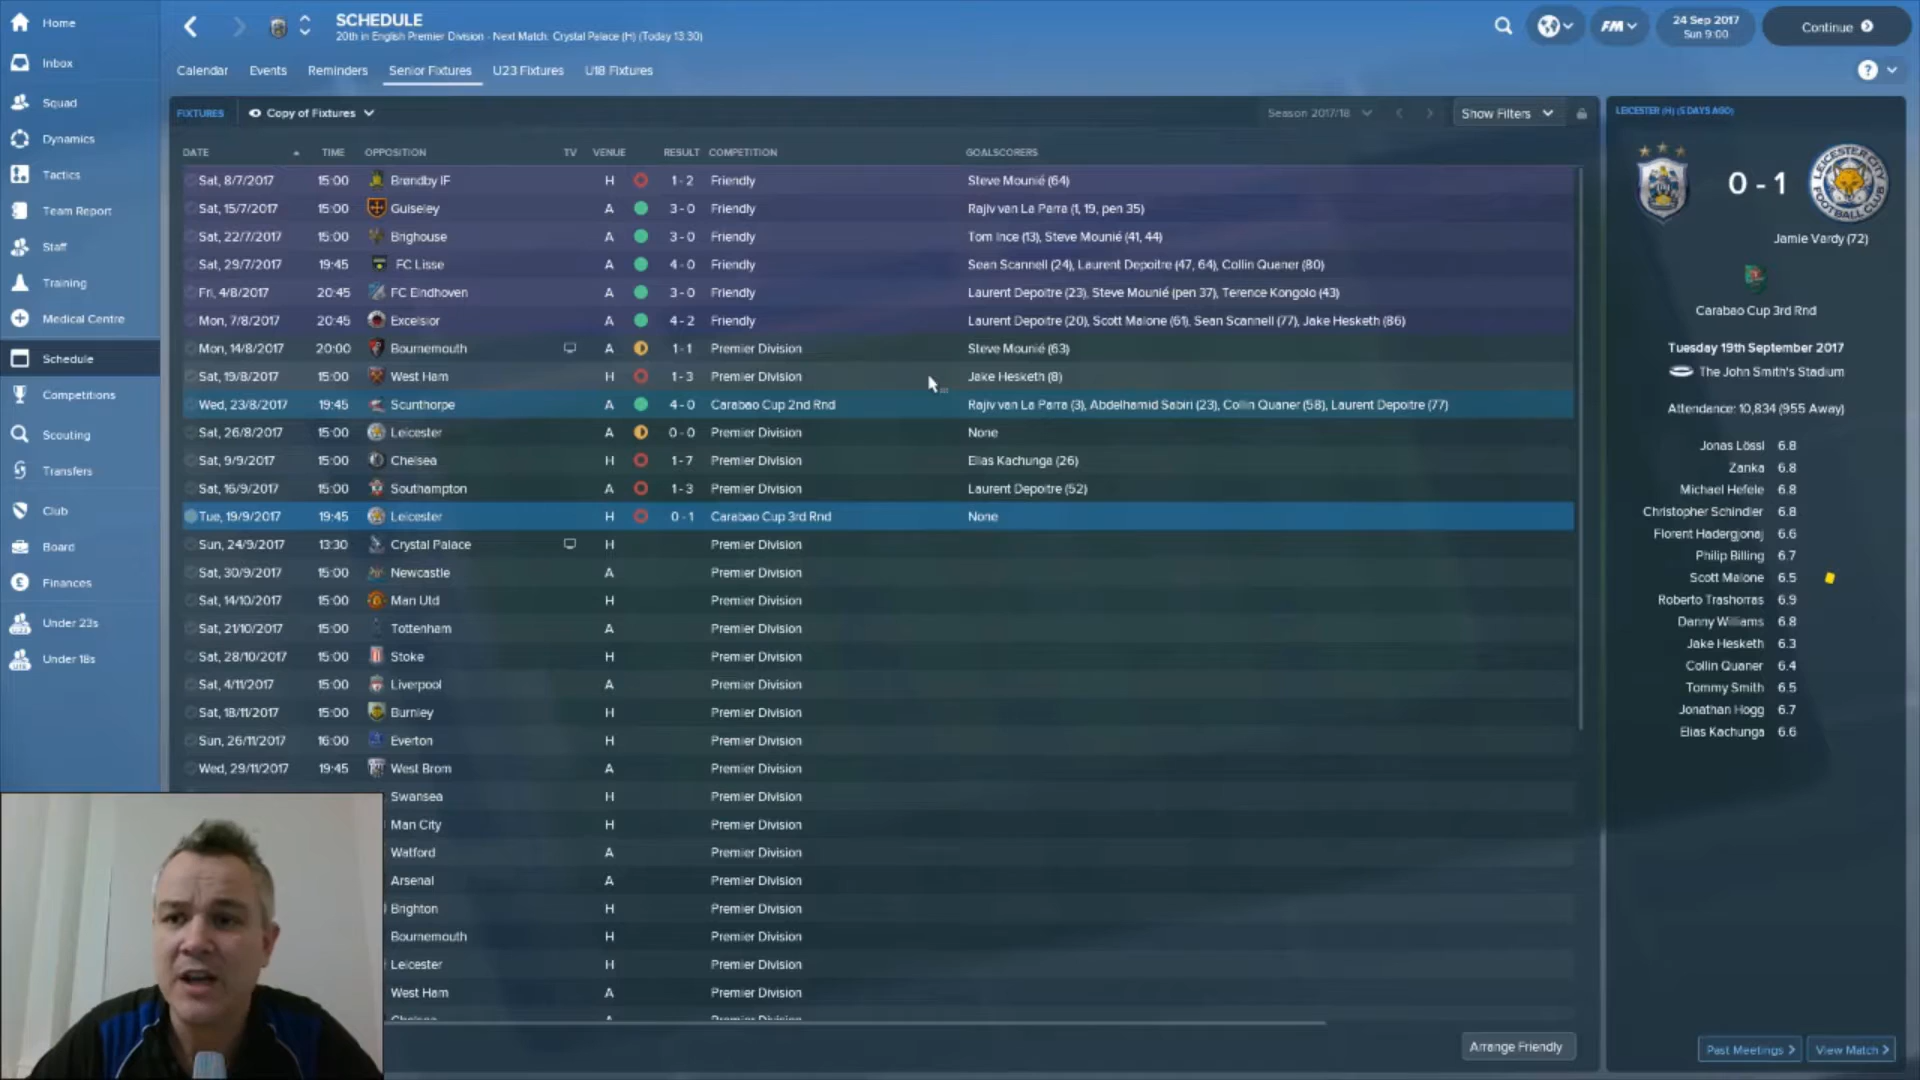 Home
Inbox
Squad
Dynamics
Tactics
Team Report
Staff
Training
Medical Centre
Schedule
Competitions
Scouting
Transfers
Club
Board
Finances
Under 23s
Under 18s
SCHEDULE
20th in English Premier Division - Next Match: Crystal Palace (H) (Today 13:30)
FM
24 Sep 2017
Sun 9:00
Continue
Calendar Events Reminders Senior Fixtures U23 Fixtures U18 Fixtures
?
FIXTURES Copy of Fixtures Season 2017/18 Show Filters
DATE TIME OPPOSITION TV VENUE RESULT COMPETITION GOALSCORERS
Sat, 8/7/2017 15:00 Brøndby IF H 1 - 2 Friendly Steve Mounié (64)
Sat, 15/7/2017 15:00 Guiseley A 3 - 0 Friendly Rajiv van La Parra (1, 19, pen 35)
Sat, 22/7/2017 15:00 Brighouse A 3 - 0 Friendly Tom Ince (13), Steve Mounié (41, 44)
Sat, 29/7/2017 19:45 FC Lisse A 4 - 0 Friendly Sean Scannell (24), Laurent Depoitre (47, 64), Collin Quaner (80)
Fri, 4/8/2017 20:45 FC Eindhoven A 3 - 0 Friendly Laurent Depoitre (23), Steve Mounié (pen 37), Terence Kongolo (43)
Mon, 7/8/2017 20:45 Excelsior A 4 - 2 Friendly Laurent Depoitre (20), Scott Malone (61), Sean Scannell (77), Jake Hesketh (86)
Mon, 14/8/2017 20:00 Bournemouth A 1 - 1 Premier Division Steve Mounié (63)
Sat, 19/8/2017 15:00 West Ham H 1 - 3 Premier Division Jake Hesketh (8)
Wed, 23/8/2017 19:45 Scunthorpe A 4 - 0 Carabao Cup 2nd Rnd Rajiv van La Parra (3), Abdelhamid Sabiri (23), Collin Quaner (58), Laurent Depoitre (77)
Sat, 26/8/2017 15:00 Leicester A 0 - 0 Premier Division None
Sat, 9/9/2017 15:00 Chelsea H 1 - 7 Premier Division Elias Kachunga (26)
Sat, 16/9/2017 15:00 Southampton A 1 - 3 Premier Division Laurent Depoitre (52)
Tue, 19/9/2017 19:45 Leicester H 0 - 1 Carabao Cup 3rd Rnd None
Sun, 24/9/2017 13:30 Crystal Palace H Premier Division
Sat, 30/9/2017 15:00 Newcastle A Premier Division
Sat, 14/10/2017 15:00 Man Utd H Premier Division
Sat, 21/10/2017 15:00 Tottenham A Premier Division
Sat, 28/10/2017 15:00 Stoke H Premier Division
Sat, 4/11/2017 15:00 Liverpool A Premier Division
Sat, 18/11/2017 15:00 Burnley H Premier Division
Sun, 26/11/2017 16:00 Everton H Premier Division
Wed, 29/11/2017 19:45 West Brom A Premier Division
Swansea H Premier Division
Man City H Premier Division
Watford A Premier Division
Arsenal A Premier Division
Brighton H Premier Division
Bournemouth H Premier Division
Leicester H Premier Division
West Ham A Premier Division
Chelsea A Premier Division
Arrange Friendly
LEICESTER (H) (5 DAYS AGO)
0 - 1
LEICESTER CITY
FOOTBALL CLUB
Jamie Vardy (72)
Carabao Cup 3rd Rnd
Tuesday 19th September 2017
The John Smith's Stadium
Attendance: 10,834 (955 Away)
Jonas Lössl 6.8
Zanka 6.8
Michael Hefele 6.8
Christopher Schindler 6.8
Florent Hadergjonaj 6.6
Philip Billing 6.7
Scott Malone 6.5
Roberto Trashorras 6.9
Danny Williams 6.8
Jake Hesketh 6.3
Collin Quaner 6.4
Tommy Smith 6.5
Jonathan Hogg 6.7
Elias Kachunga 6.6
Past Meetings > View Match >